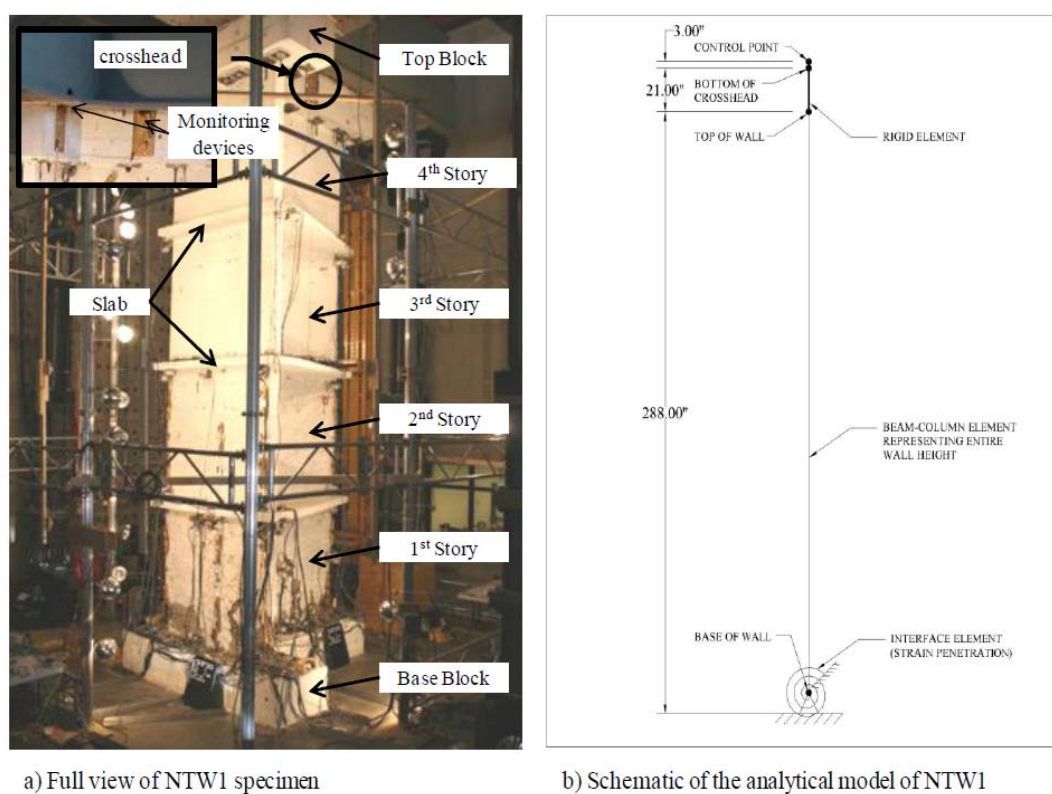 crosshead
Top Block
Monitoring
devices
4th Story
Slab
3rd Story
2nd Story
1st Story
Base Block
a) Full view of NTW1 specimen
3.00"
CONTROL POINT
BOTTOM OF
CROSSHEAD
21.00"
TOP OF WALL
RIGID ELEMENT
288.00"
BEAM-COLUMN ELEMENT
REPRESENTING ENTIRE
WALL HEIGHT
BASE OF WALL
INTERFACE ELEMENT
(STRAIN PENETRATION)
b) Schematic of the analytical model of NTW1